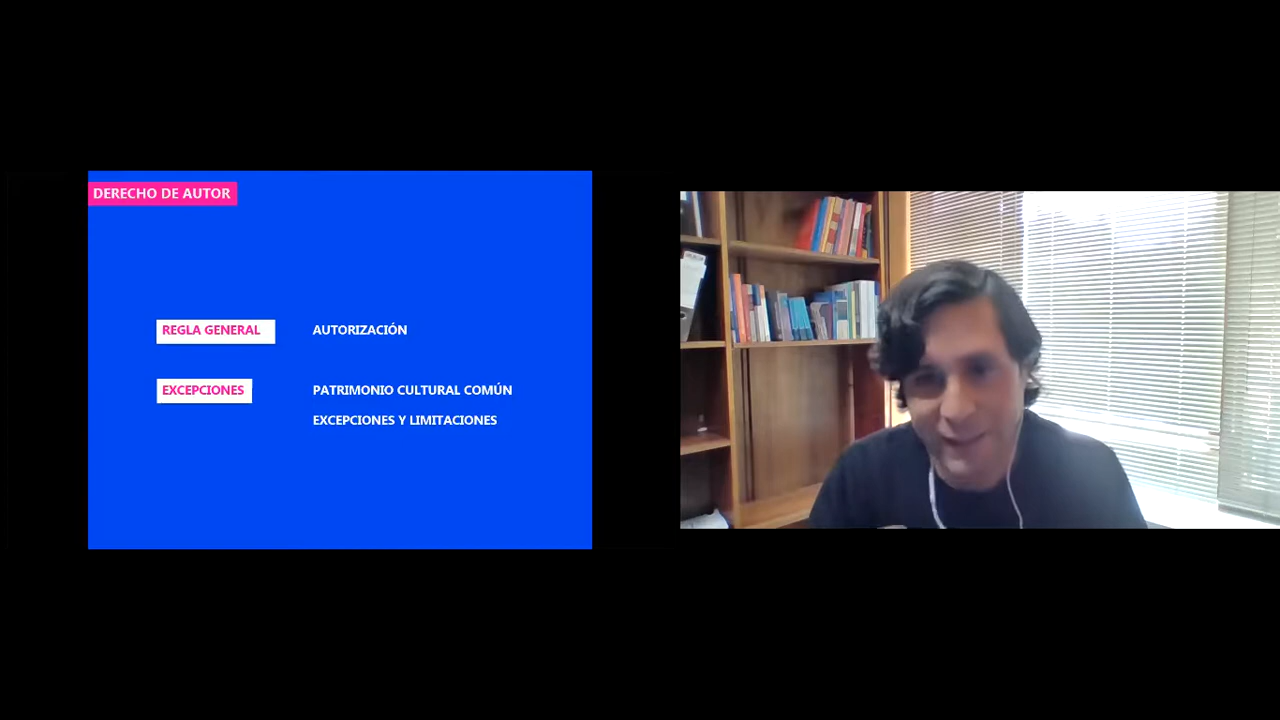 DERECHO DE AUTOR
REGLA GENERAL AUTORIZACIÓN
EXCEPCIONES PATRIMONIO CULTURAL COMÚN
EXCEPCIONES Y LIMITACIONES